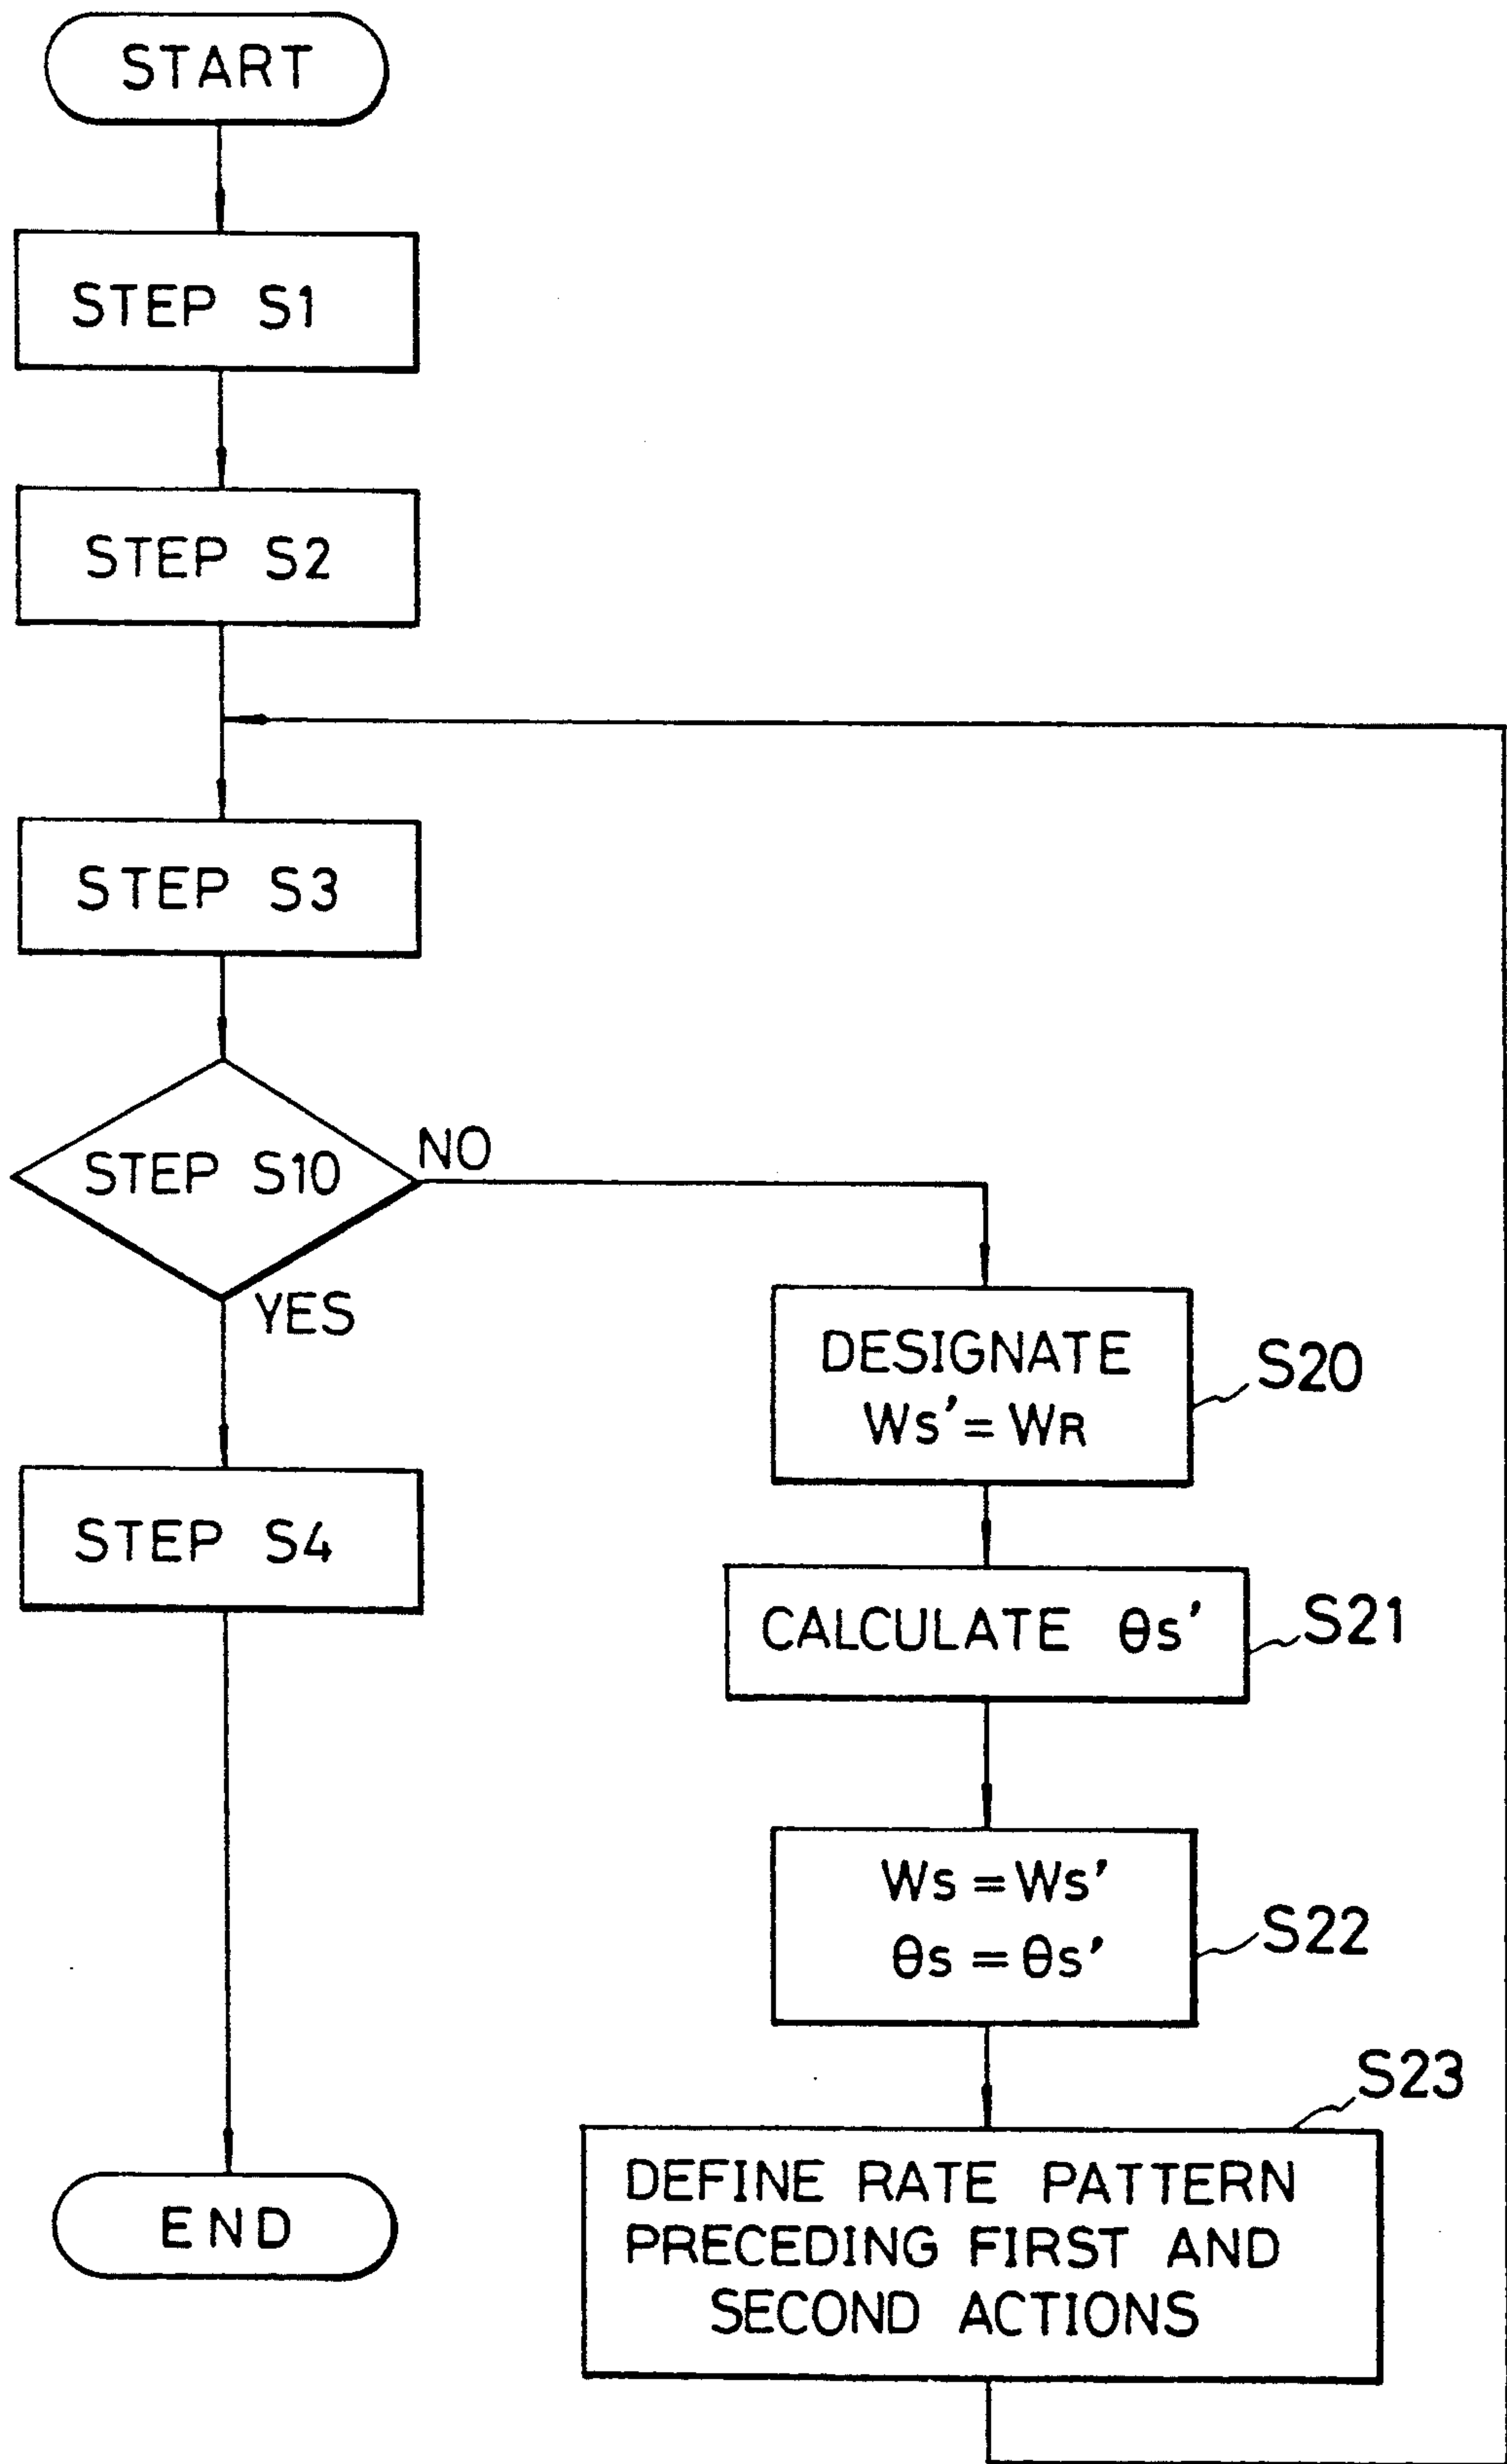 START
STEP S1
STEP S2
STEP S3
STEP S10
NO
YES
STEP S4
END
DESIGNATE
Ws'=WR
S20
CALCULATE θs'
S21
Ws=Ws'
θs=θs'
S22
S23
DEFINE RATE PATTERN
PRECEDING FIRST AND
SECOND ACTIONS